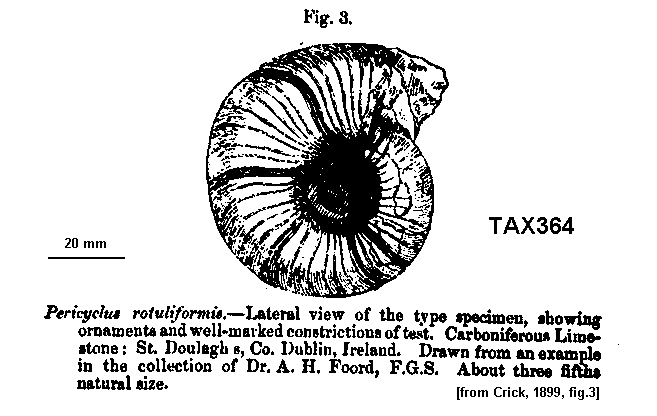 Fig. 3.
TAX364
20 mm
Pericyclus rotuliformis.—Lateral view of the type specimen, showing
ornaments and well-marked constrictions of test. Carboniferous Lime-
stone: St. Doulagh s, Co. Dublin, Ireland. Drawn from an example
in the collection of Dr. A. H. Foord, F.G.S. About three fifths
natural size.
[from Crick, 1899, fig.3]